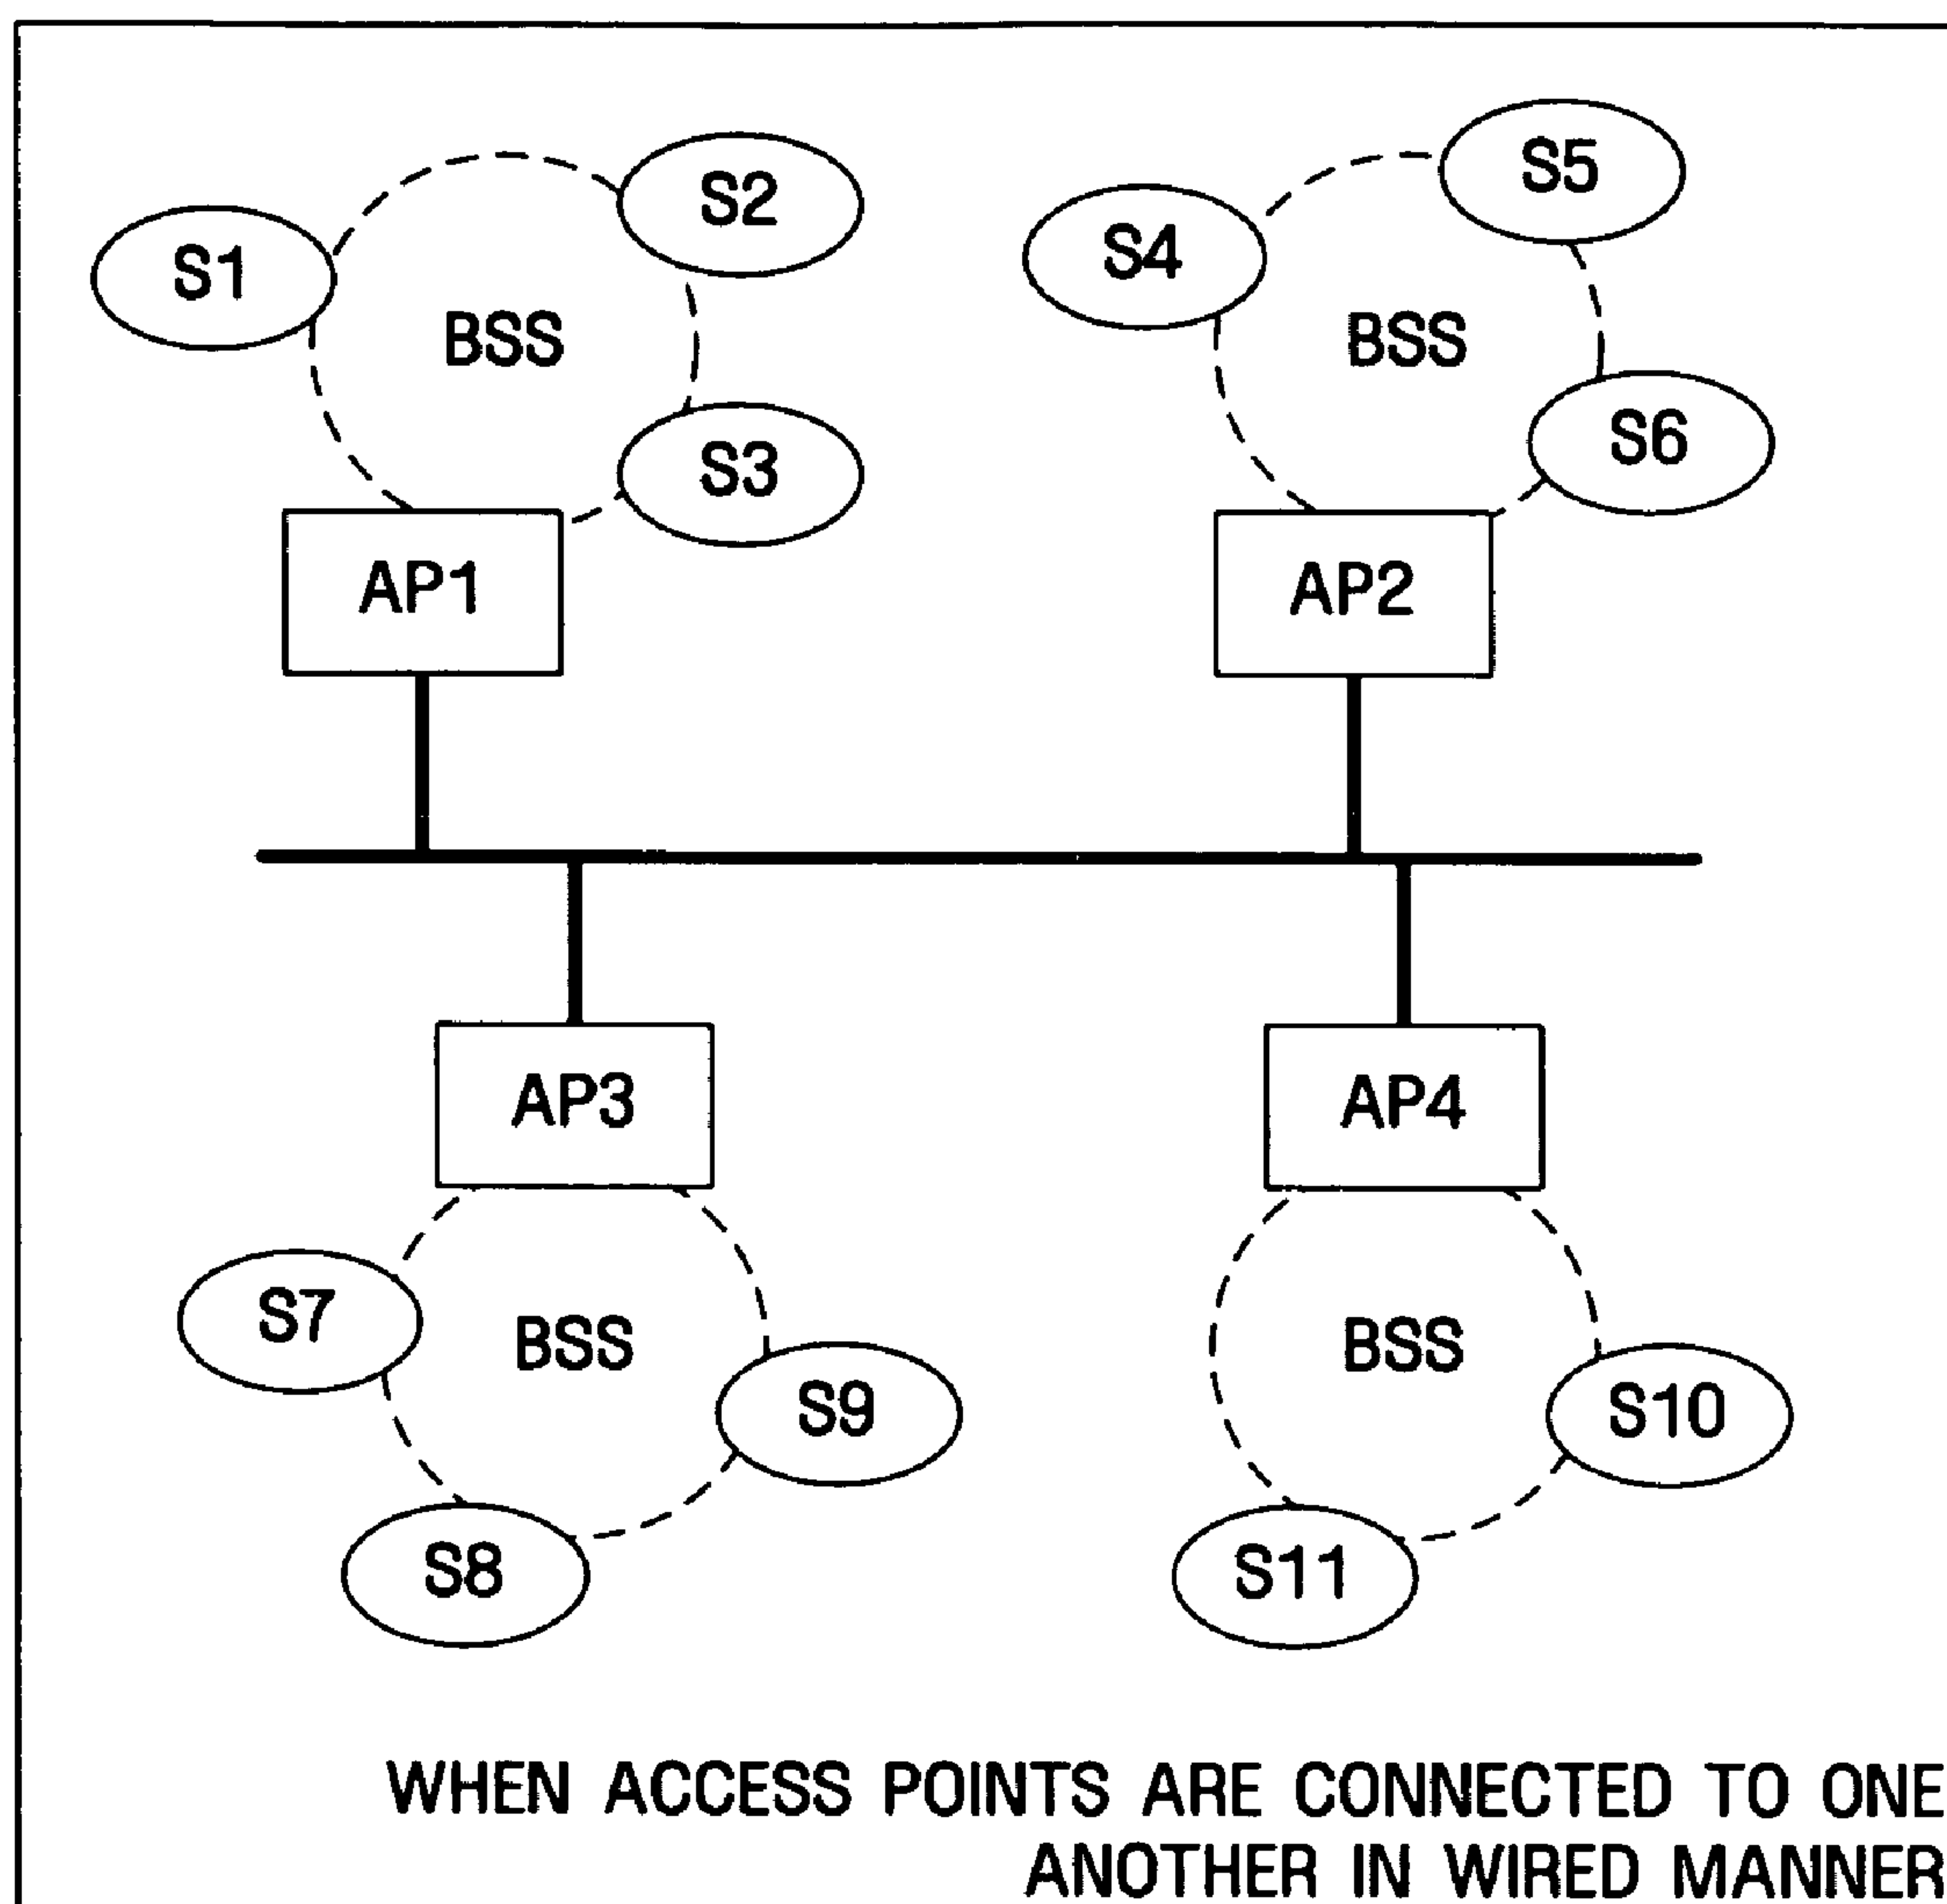 S1
S2
BSS
S3
AP1
S4
S5
BSS
S6
AP2
AP3
S7
BSS
S9
S8
AP4
BSS
S10
S11
WHEN ACCESS POINTS ARE CONNECTED TO ONE
ANOTHER IN WIRED MANNER